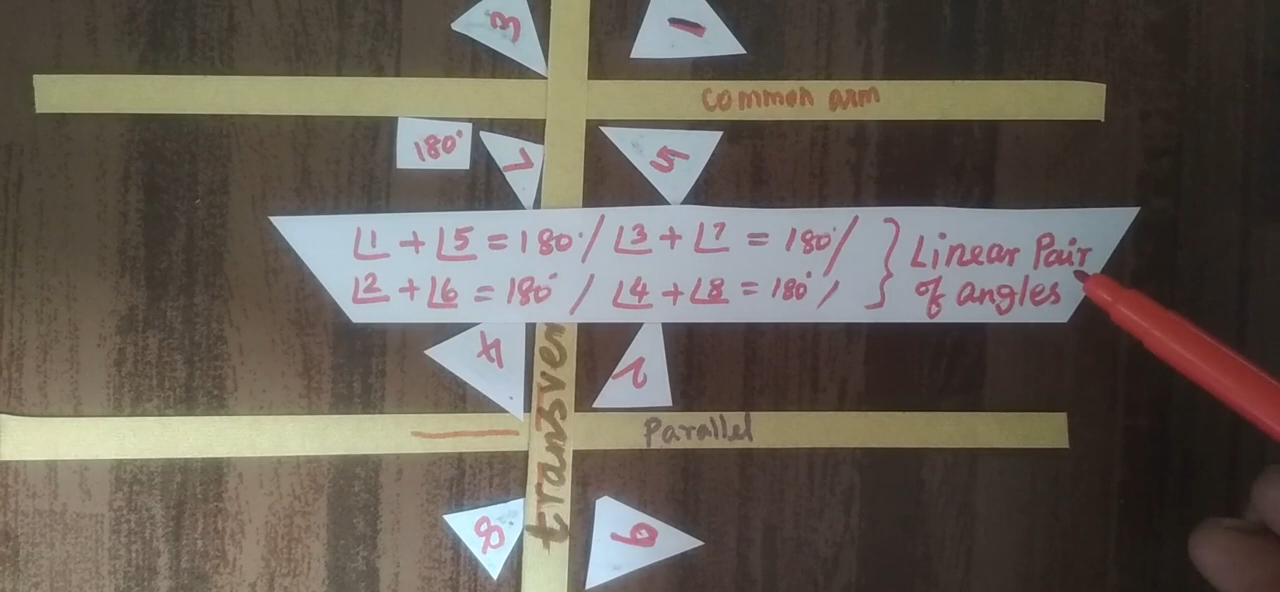 3
1
common arm
180°
7
5
∠1 + ∠5 = 180°/ ∠3 + ∠7 = 180°/ } Linear Pair
∠2 + ∠6 = 180° / ∠4 + ∠8 = 180°, } of angles
4
2
Parallel
transver
8
6